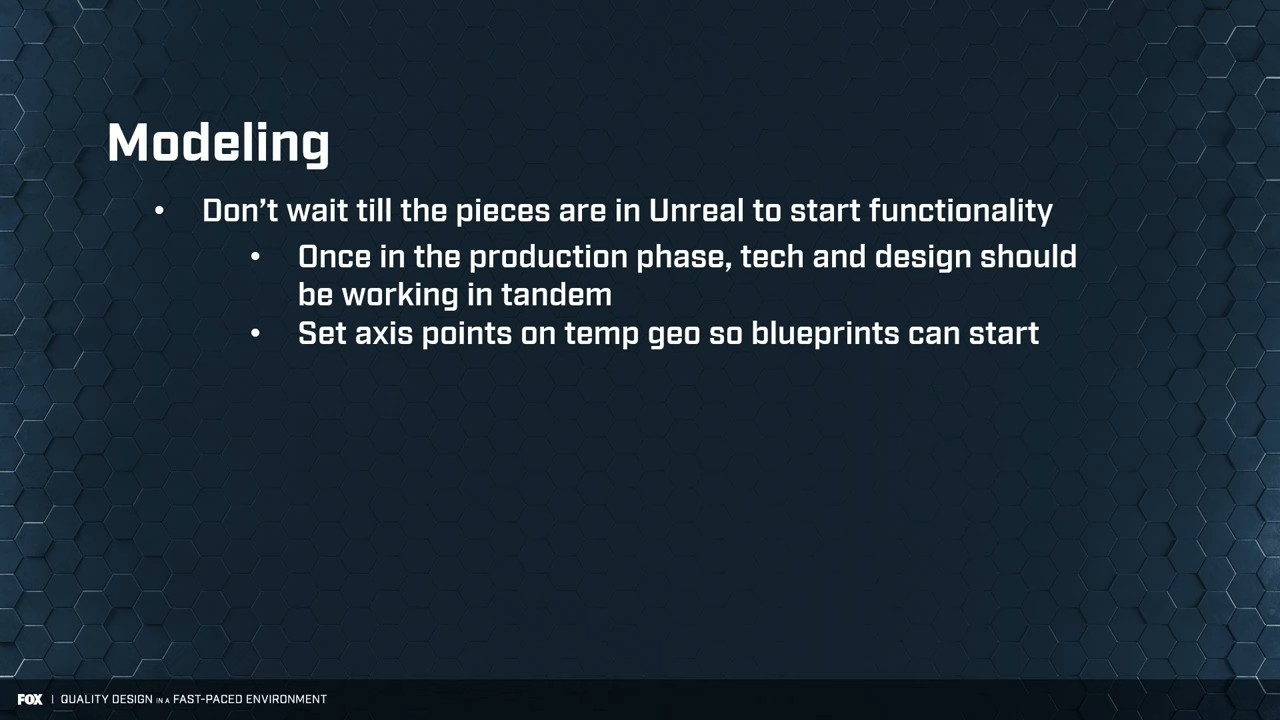 Modeling
• Don’t wait till the pieces are in Unreal to start functionality
• Once in the production phase, tech and design should
be working in tandem
• Set axis points on temp geo so blueprints can start
FOX | QUALITY DESIGN IN A FAST-PACED ENVIRONMENT